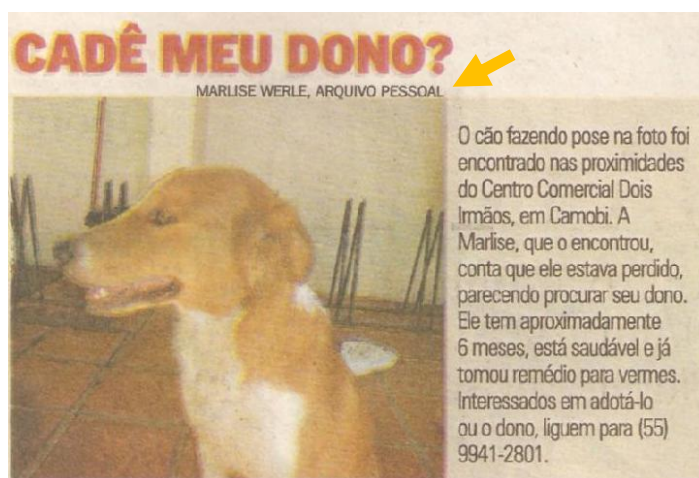 CADÊ MEU DONO?
MARLISE WERLE, ARQUIVO PESSOAL
O cão fazendo pose na foto foi
encontrado nas proximidades
do Centro Comercial Dois
Irmãos, em Camobi. A
Marlise, que o encontrou,
conta que ele estava perdido,
parecendo procurar seu dono.
Ele tem aproximadamente
6 meses, está saudável e já
tomou remédio para vermes.
Interessados em adotá-lo
ou o dono, liguem para (55)
9941-2801.